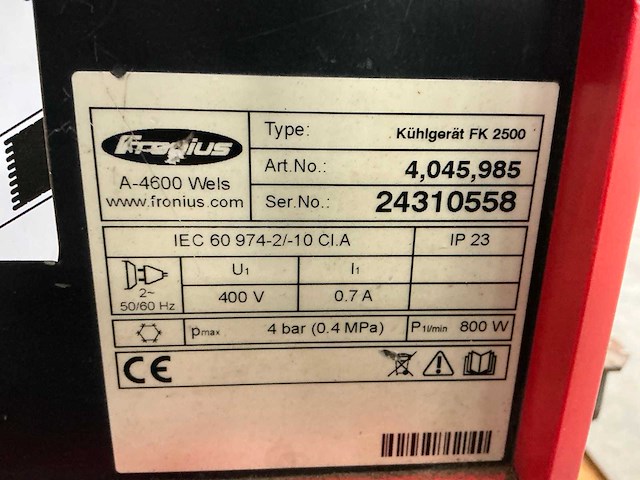 Fronius
A-4600 Wels
www.fronius.com
Type: Kühlgerät FK 2500
Art.No.: 4,045,985
Ser.No.: 24310558
IEC 60 974-2/-10 Cl.A IP 23
2~
50/60 Hz
U1 I1
400 V 0.7 A
pmax 4 bar (0.4 MPa) P1l/min 800 W
CE